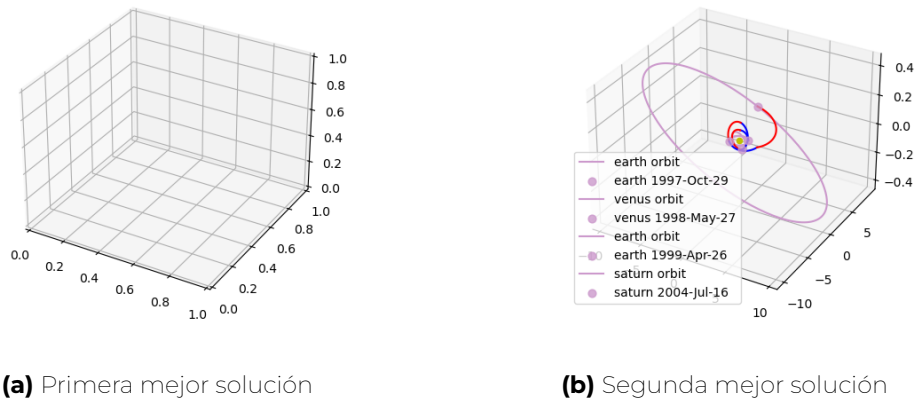 1.0
0.8
0.6
0.4
0.2
0.0
0.0
0.2
0.4
0.6
0.8
1.0
0.0
0.2
0.4
0.6
0.8
1.0
0.4
0.2
0.0
−0.2
−0.4
earth orbit
earth 1997-Oct-29
venus orbit
venus 1998-May-27
earth orbit
earth 1999-Apr-26
saturn orbit
saturn 2004-Jul-16
10
5
0
−5
−10
(a) Primera mejor solución
(b) Segunda mejor solución